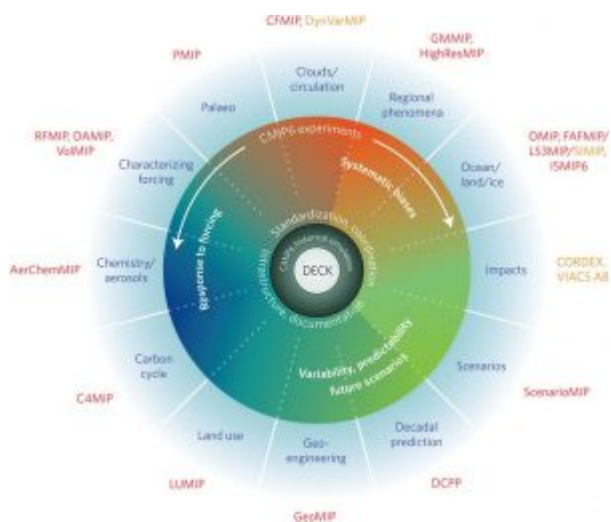 CFMIP, DynVarMIP
GMMIP,
HighResMIP
PMIP
Clouds/
circulation
Regional
phenomena
Palaeo
RFMIP, DAMIP,
VolMIP
CMIP6 experiments
OMIP, FAFMIP/
LS3MIP/SIMIP,
ISMIP6
Characterizing
forcing
Systematic biases
Ocean/
land/ice
Standardization, coordination
Response to forcing
AerChemMIP
Chemistry/
aerosols
DECK
Impacts
CORDEX,
VIACS AB
infrastructure, documentation
Variability, predictability
future scenarios
Carbon
cycle
Scenarios
C4MIP
ScenarioMIP
Land use
Geo-
engineering
Decadal
prediction
LUMIP
DCPP
GeoMIP